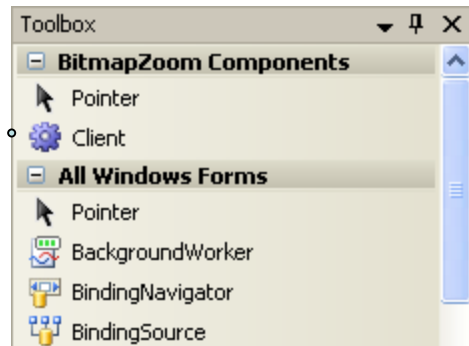 Toolbox
BitmapZoom Components
Pointer
Client
All Windows Forms
Pointer
BackgroundWorker
BindingNavigator
BindingSource